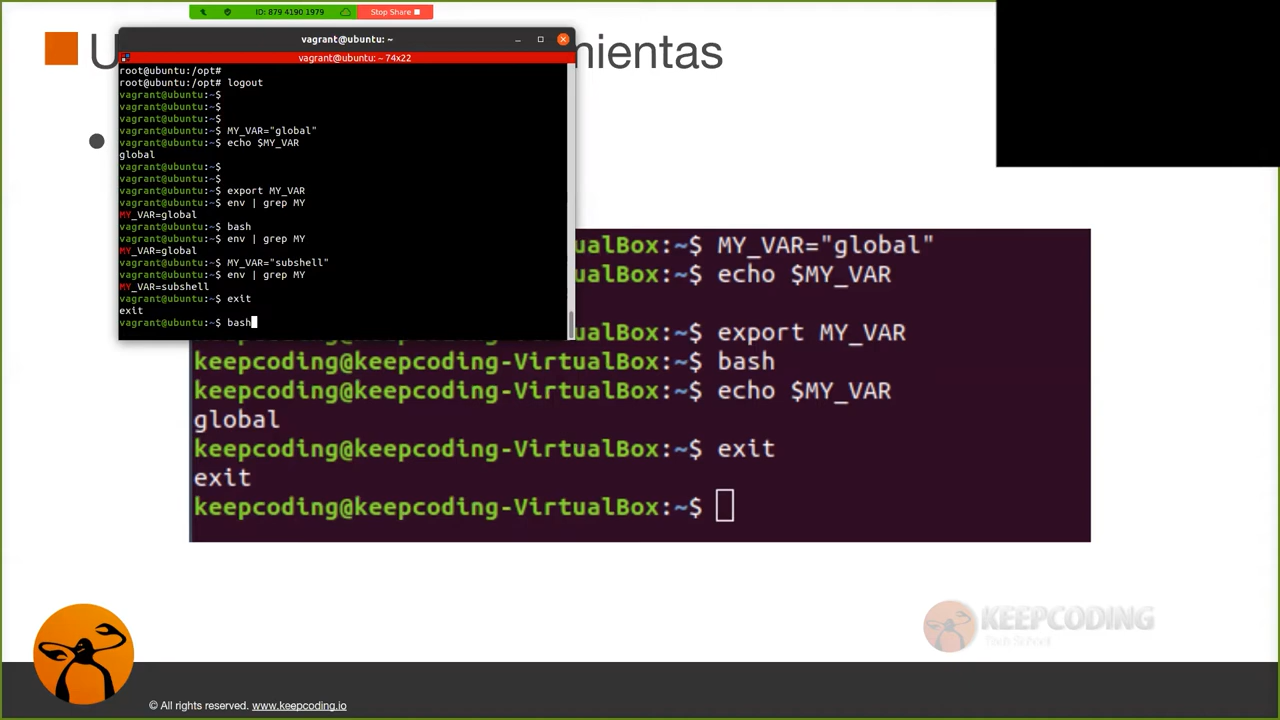 ID: 879 4190 1979
Stop Share
U
mientas
vagrant@ubuntu: ~
vagrant@ubuntu: ~ 74x22
root@ubuntu:/opt#
root@ubuntu:/opt# logout
vagrant@ubuntu:~$
vagrant@ubuntu:~$
vagrant@ubuntu:~$
vagrant@ubuntu:~$ MY_VAR="global"
vagrant@ubuntu:~$ echo $MY_VAR
global
vagrant@ubuntu:~$
vagrant@ubuntu:~$
vagrant@ubuntu:~$ export MY_VAR
vagrant@ubuntu:~$ env | grep MY
MY_VAR=global
vagrant@ubuntu:~$ bash
vagrant@ubuntu:~$ env | grep MY
MY_VAR=global
vagrant@ubuntu:~$ MY_VAR="subshell"
vagrant@ubuntu:~$ env | grep MY
MY_VAR=subshell
vagrant@ubuntu:~$ exit
exit
vagrant@ubuntu:~$ bash
ualBox:~$ MY_VAR="global"
ualBox:~$ echo $MY_VAR
ualBox:~$ export MY_VAR
keepcoding@keepcoding-VirtualBox:~$ bash
keepcoding@keepcoding-VirtualBox:~$ echo $MY_VAR
global
keepcoding@keepcoding-VirtualBox:~$ exit
exit
keepcoding@keepcoding-VirtualBox:~$
KEEPCODING
Tech School
© All rights reserved. www.keepcoding.io